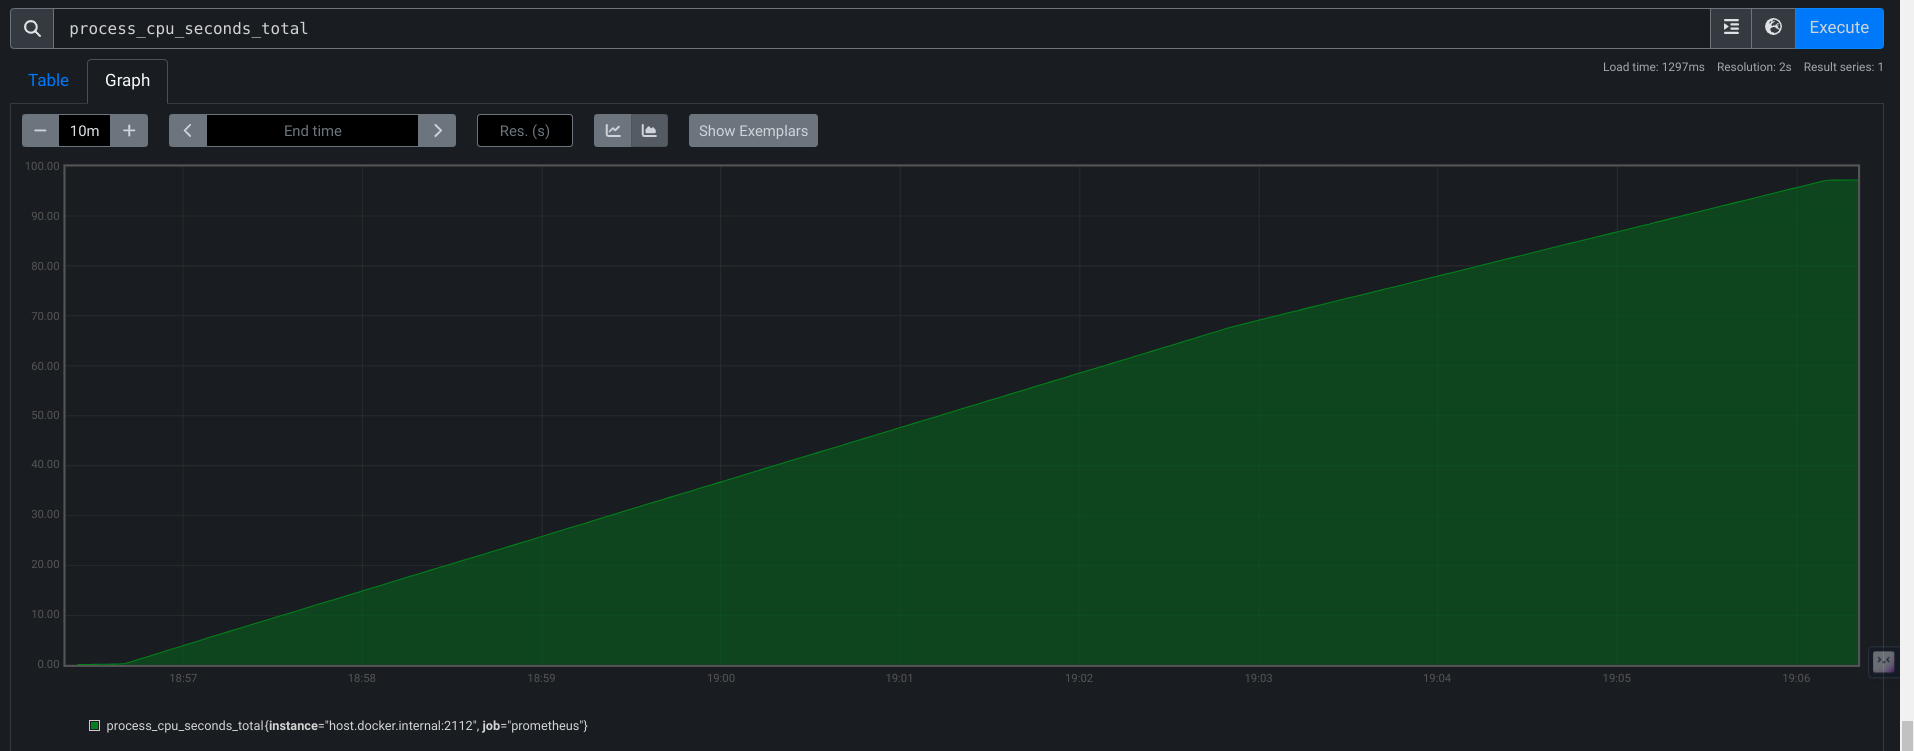 process_cpu_seconds_total
Execute
Load time: 1297ms Resolution: 2s Result series: 1
Table Graph
10m End time Res. (s) Show Exemplars
100.00
90.00
80.00
70.00
60.00
50.00
40.00
30.00
20.00
10.00
0.00
18:57 18:58 18:59 19:00 19:01 19:02 19:03 19:04 19:05 19:06
process_cpu_seconds_total{instance="host.docker.internal:2112", job="prometheus"}